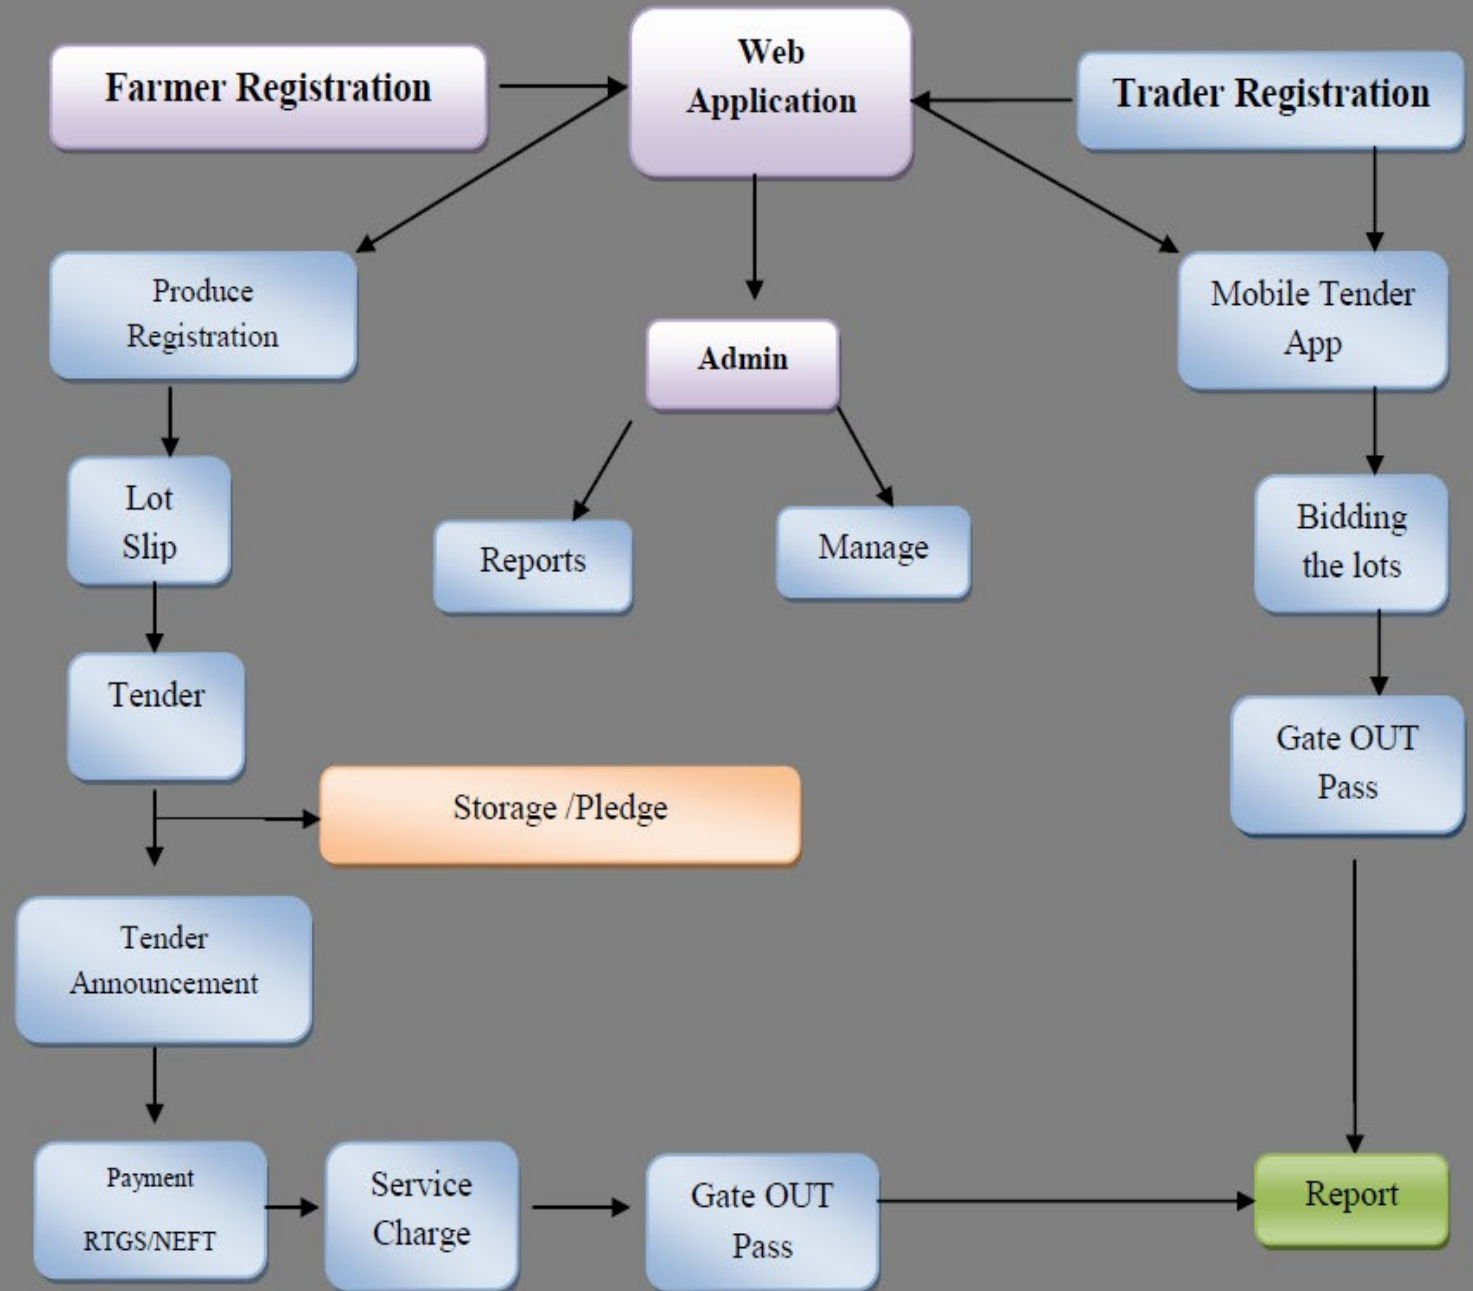 Farmer Registration
Web
Application
Trader Registration
Produce
Registration
Admin
Mobile Tender
App
Lot
Slip
Reports
Manage
Bidding
the lots
Tender
Storage /Pledge
Gate OUT
Pass
Tender
Announcement
Payment
RTGS/NEFT
Service
Charge
Gate OUT
Pass
Report